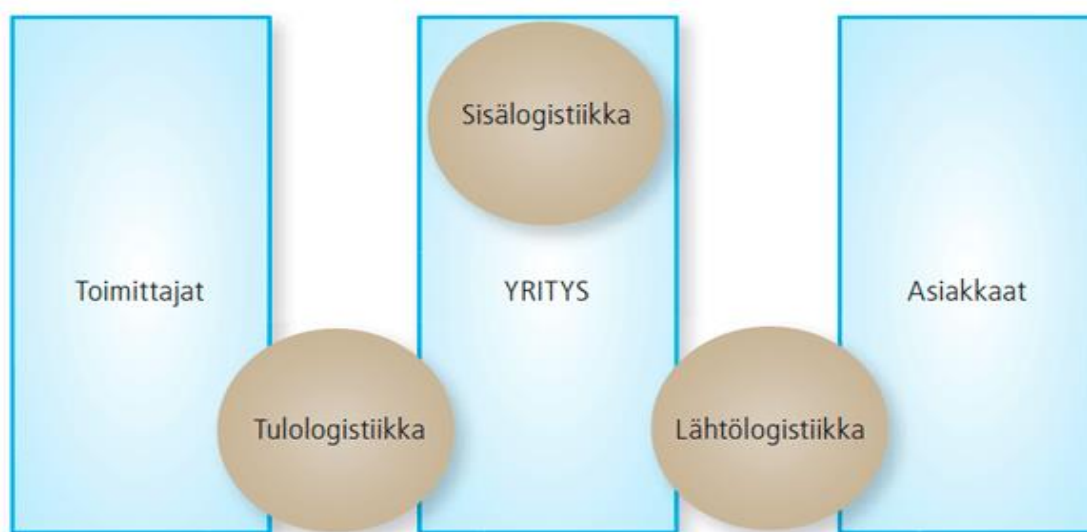 Sisälogistiikka
Toimittajat
YRITYS
Asiakkaat
Tulologistiikka
Lähtölogistiikka